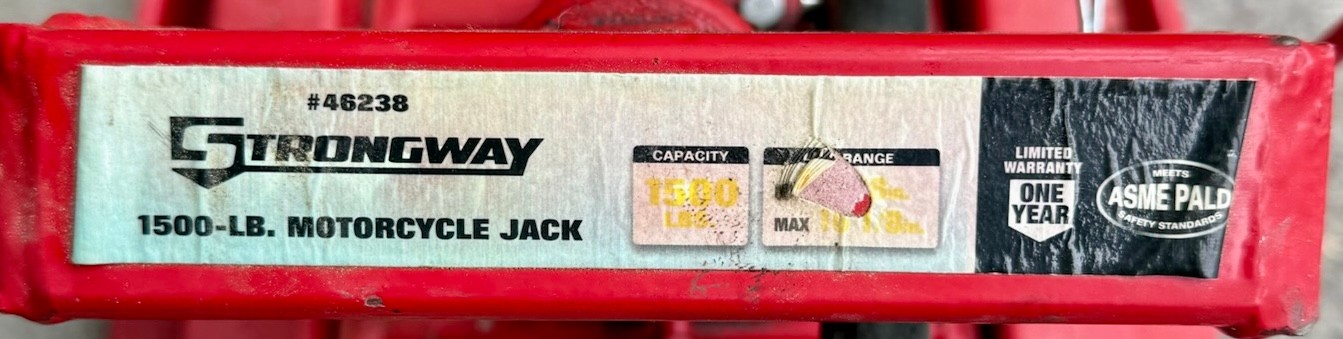 #46238
STRONGWAY
1500-LB. MOTORCYCLE JACK
CAPACITY
1500
LBS.
RANGE
MAX
LIMITED
WARRANTY
ONE
YEAR
MEETS
ASME PALD
SAFETY STANDARDS